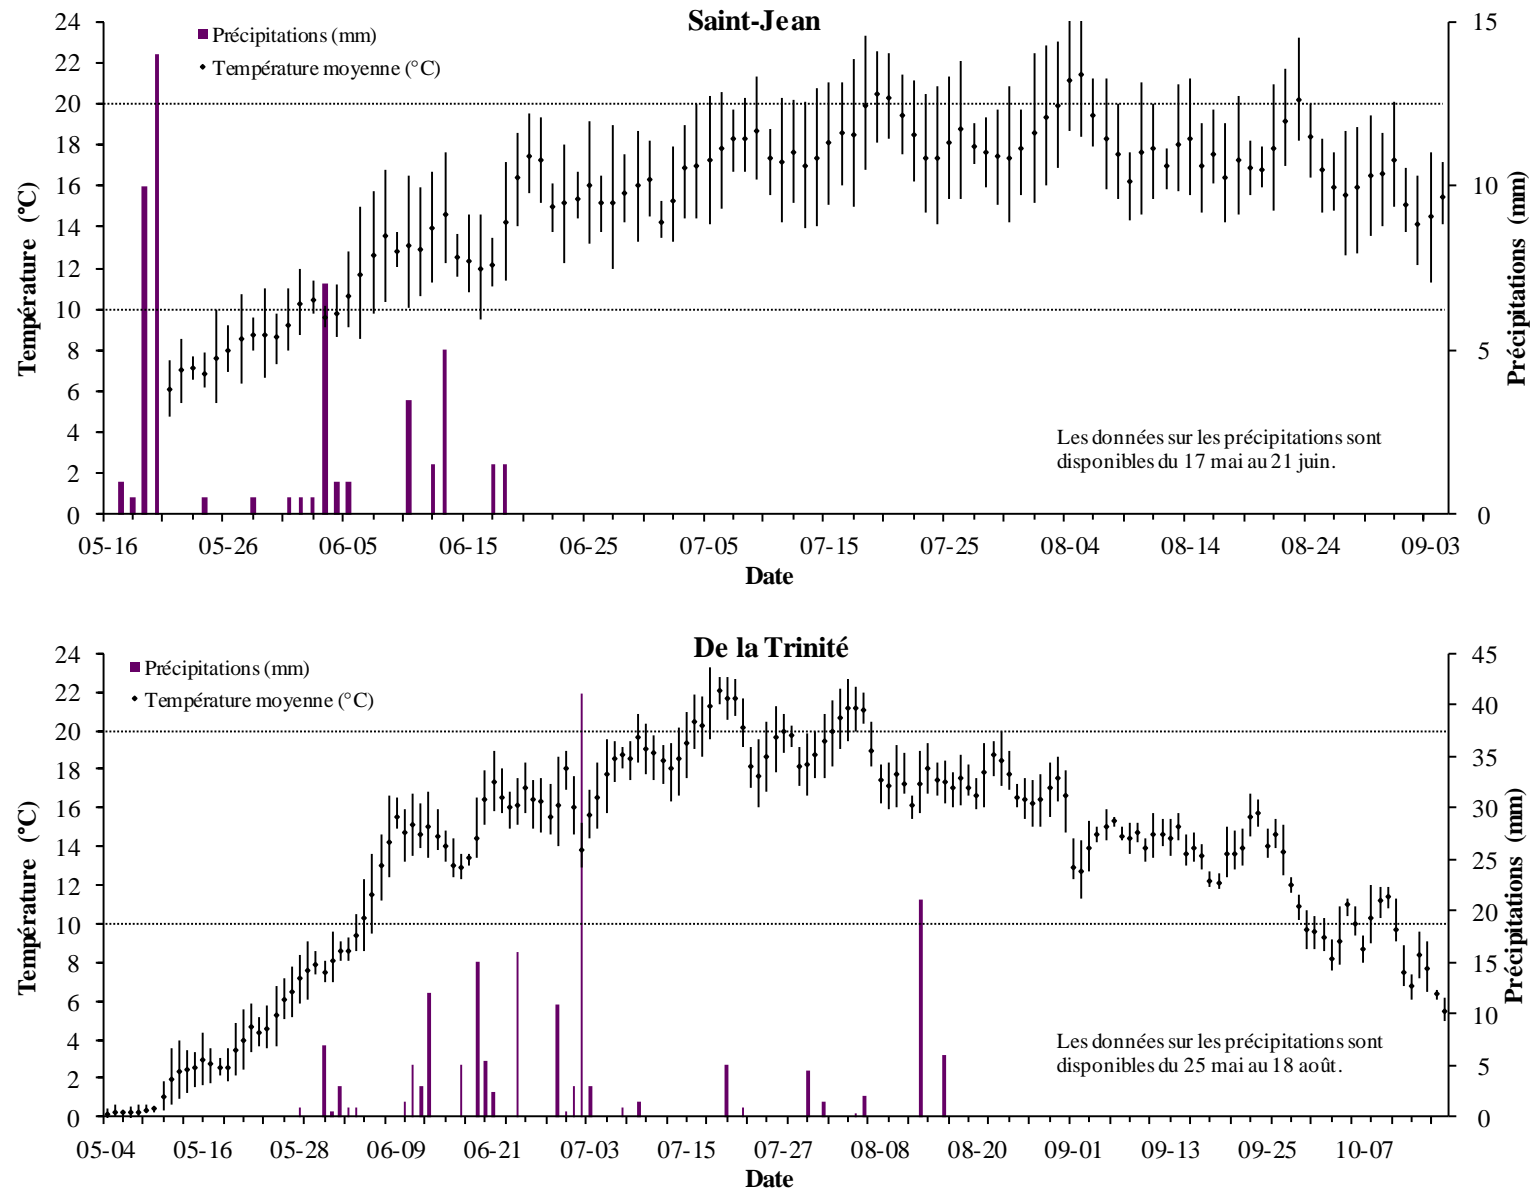 Saint-Jean
Précipitations (mm)
Température moyenne (°C)
24
22
20
18
16
14
12
10
8
6
4
2
0
Température (°C)
15
10
5
0
Précipitations (mm)
Les données sur les précipitations sont
disponibles du 17 mai au 21 juin.
05-16 05-26 06-05 06-15 06-25 07-05 07-15 07-25 08-04 08-14 08-24 09-03
Date
De la Trinité
Précipitations (mm)
Température moyenne (°C)
24
22
20
18
16
14
12
10
8
6
4
2
0
Température (°C)
45
40
35
30
25
20
15
10
5
0
Précipitations (mm)
Les données sur les précipitations sont
disponibles du 25 mai au 18 août.
05-04 05-16 05-28 06-09 06-21 07-03 07-15 07-27 08-08 08-20 09-01 09-13 09-25 10-07
Date